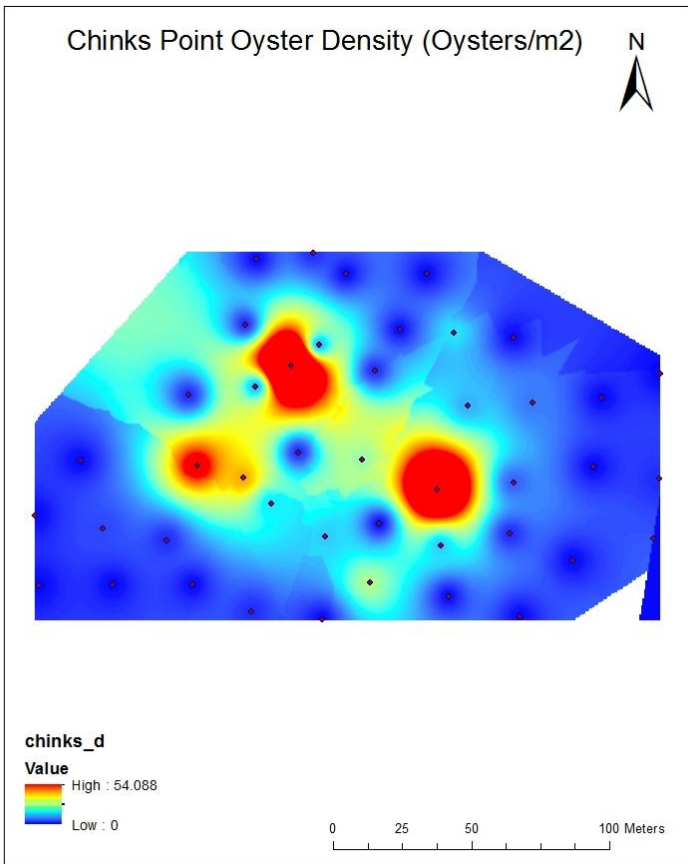 Chinks Point Oyster Density (Oysters/m2)
N
chinks_d
Value
High : 54.088
Low : 0
0 25 50 100 Meters